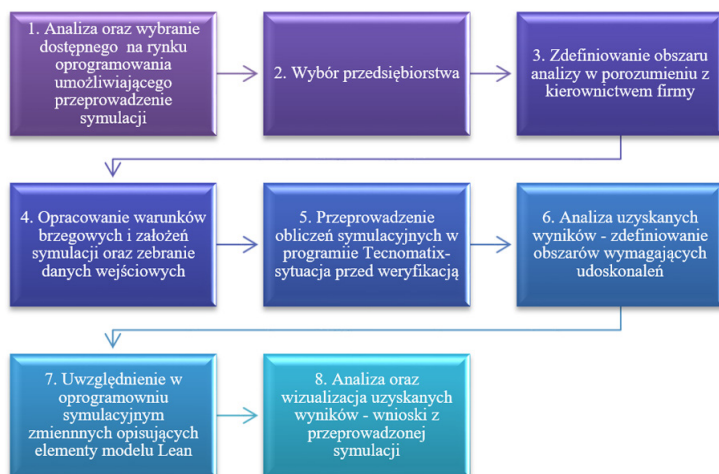 1. Analiza oraz wybranie
dostępnego na rynku
oprogramowania
umożliwiającego
przeprowadzenie
symulacji
2. Wybór przedsiębiorstwa
3. Zdefiniowanie obszaru
analizy w porozumieniu z
kierownictwem firmy
4. Opracowanie warunków
brzegowych i założeń
symulacji oraz zebranie
danych wejściowych
5. Przeprowadzenie
obliczeń symulacyjnych w
programiie Tecnomatix-
sytuacja przed weryfikacją
6. Analiza uzyskanych
wyników - zdefiniowanie
obszarów wymagających
udoskonaleń
7. Uwzględnienie w
oprogramowniu
symulacyjnym
zmiennnych opisujących
elementy modelu Lean
8. Analiza oraz
wizualizacja uzyskanych
wyników - wnioski z
przeprowadzonej
symulacji